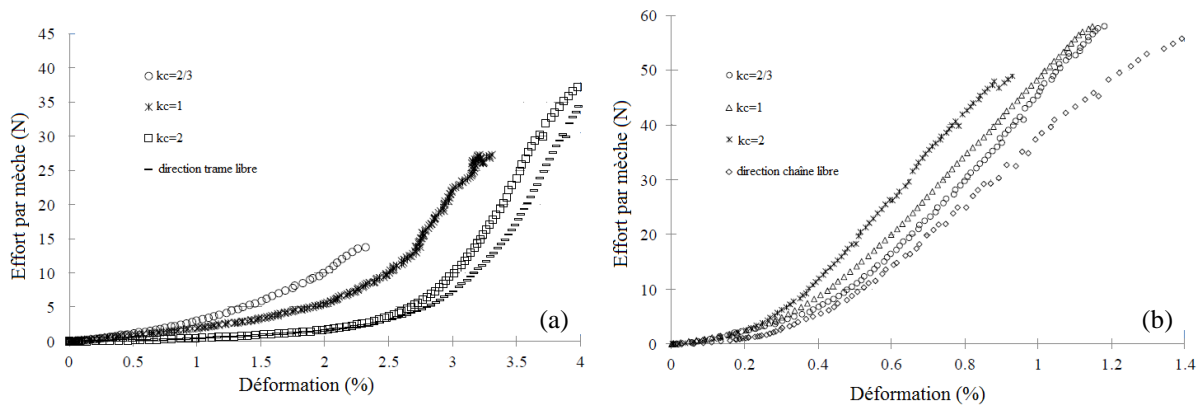 45
40
35
30
25
20
15
10
5
0
Effort par mèche (N)
kc=2/3
kc=1
kc=2
direction trame libre
(a)
0 0.5 1 1.5 2 2.5 3 3.5 4
Déformation (%)
60
50
40
30
20
10
0
Effort par mèche (N)
kc=2/3
kc=1
kc=2
direction chaîne libre
(b)
0 0.2 0.4 0.6 0.8 1 1.2 1.4
Déformation (%)